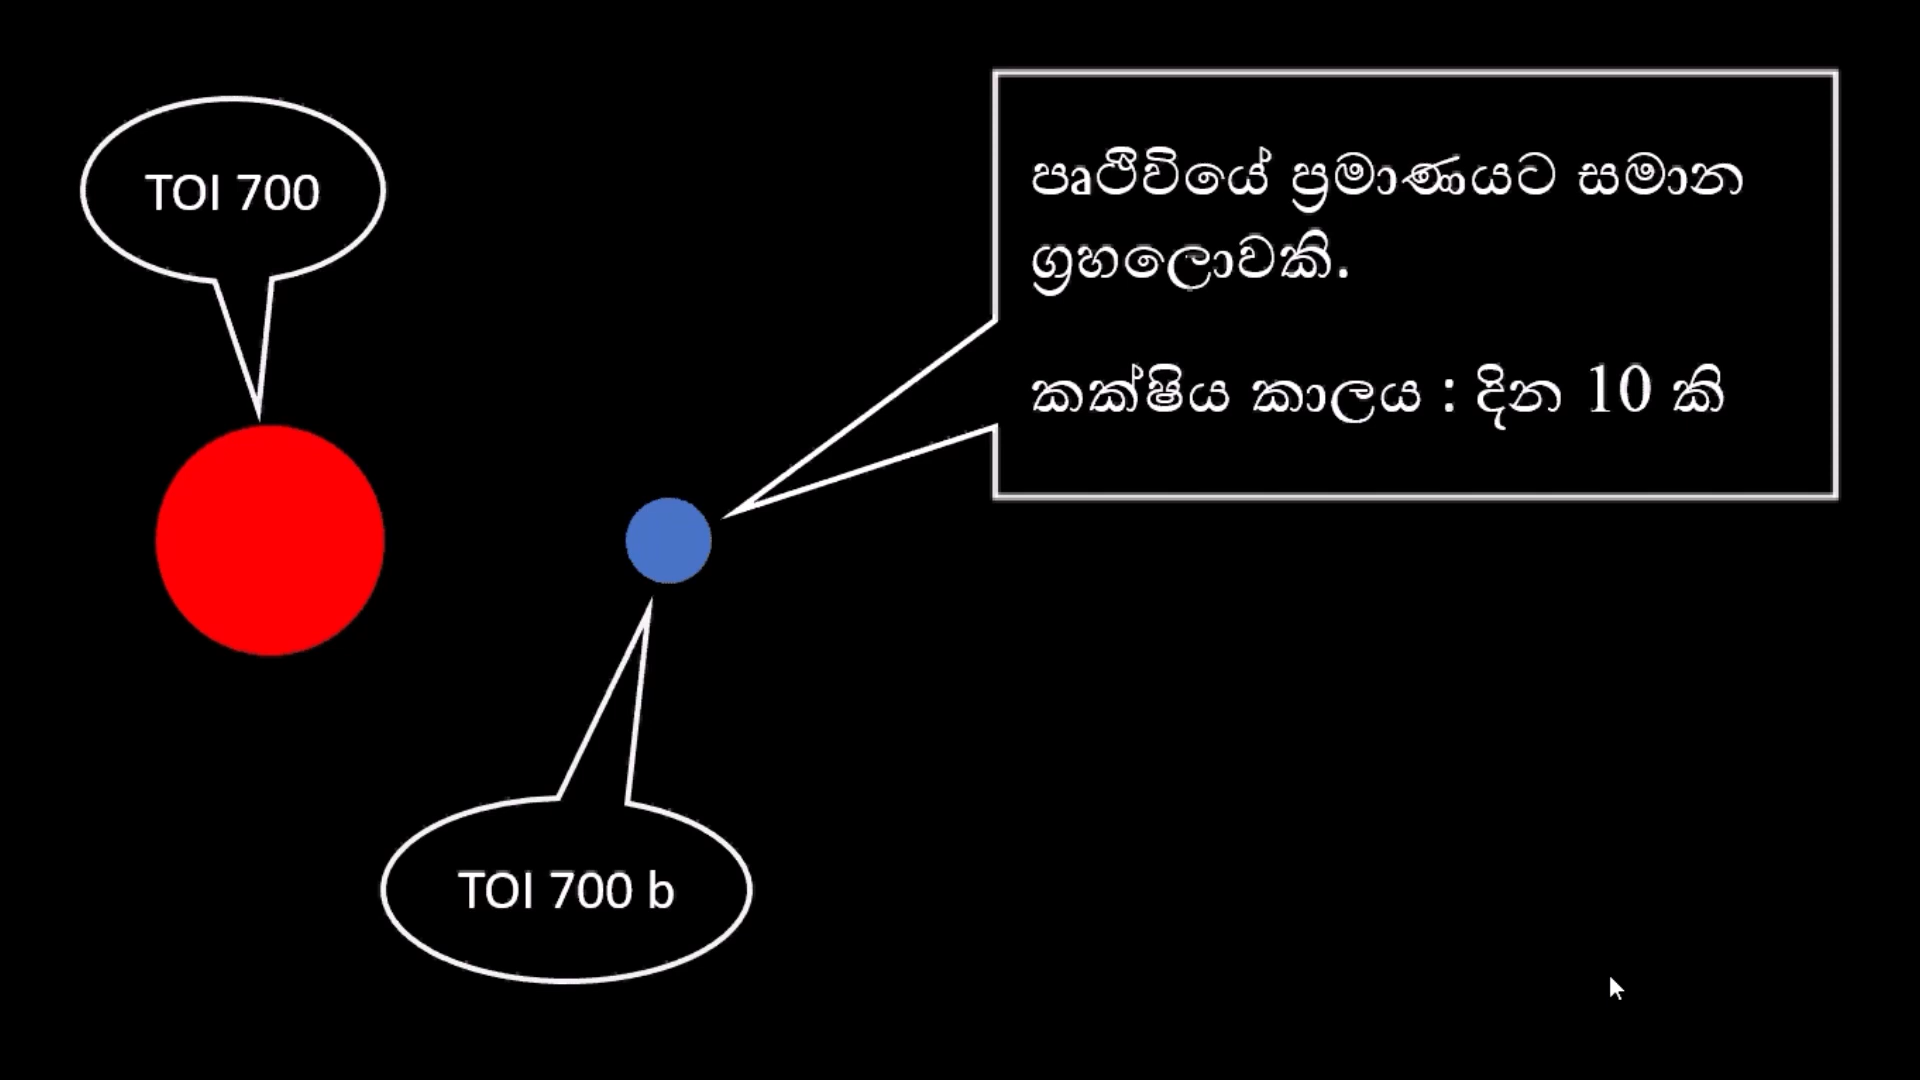 TOI 700
පෘථිවියේ ප්‍රමාණයට සමාන
ග්‍රහලොවකි.
කක්ෂිය කාලය : දින 10 කි
TOI 700 b